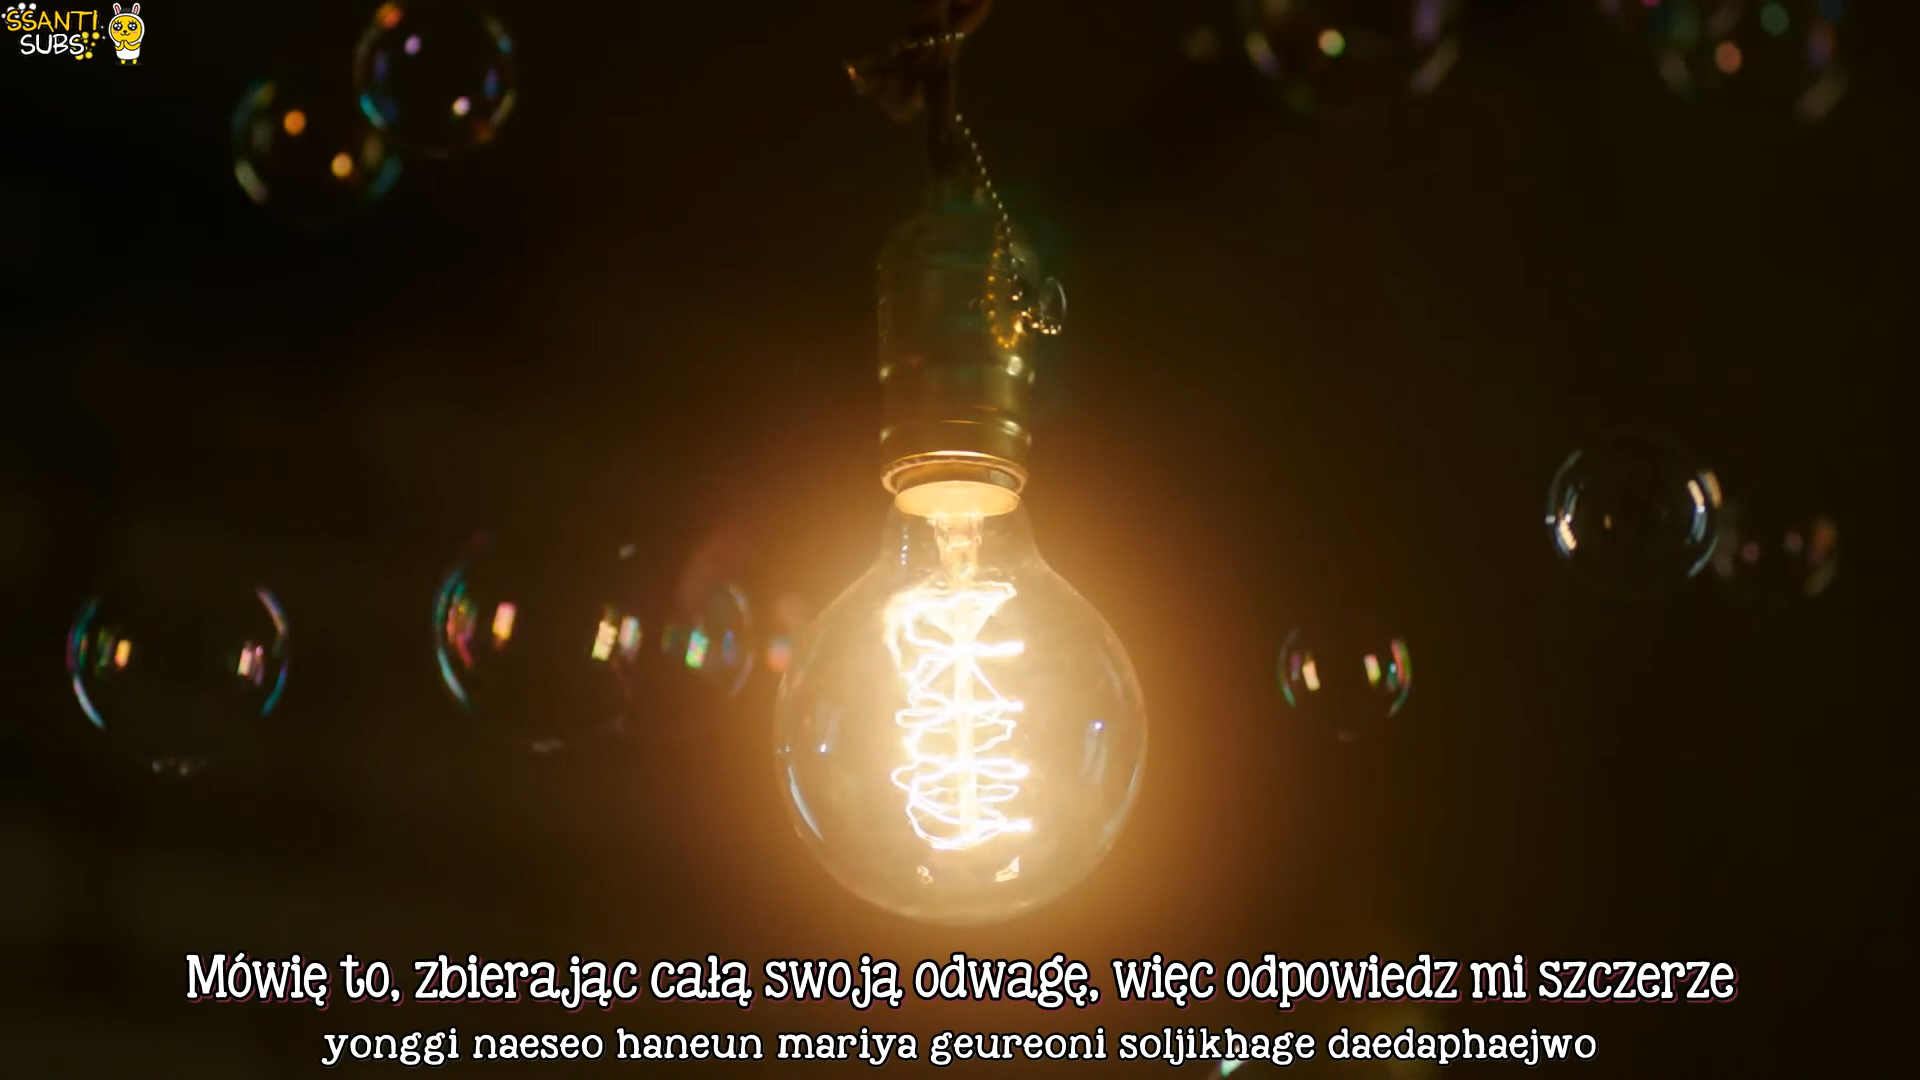 SSANTI
SUBS
Mówię to, zbierając całą swoją odwagę, więc odpowiedz mi szczerze
yonggi naeseo haneun mariya geureoni soljikhage daedaphaejwo